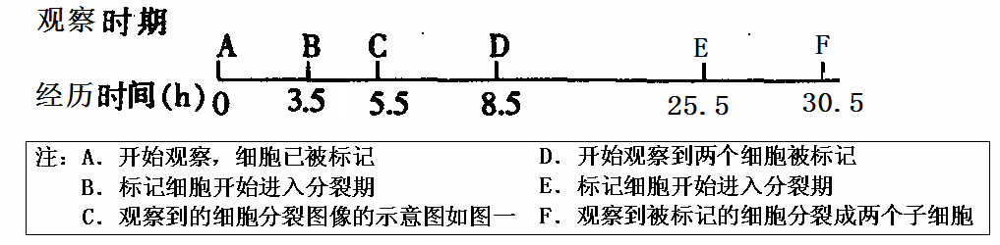 观察时期
A B C D E F
经历时间(h) 0 3.5 5.5 8.5 25.5 30.5
注：A．开始观察，细胞已被标记 D．开始观察到两个细胞被标记
B．标记细胞开始进入分裂期 E．标记细胞开始进入分裂期
C．观察到的细胞分裂图像的示意图如图一 F．观察到被标记的细胞分裂成两个子细胞